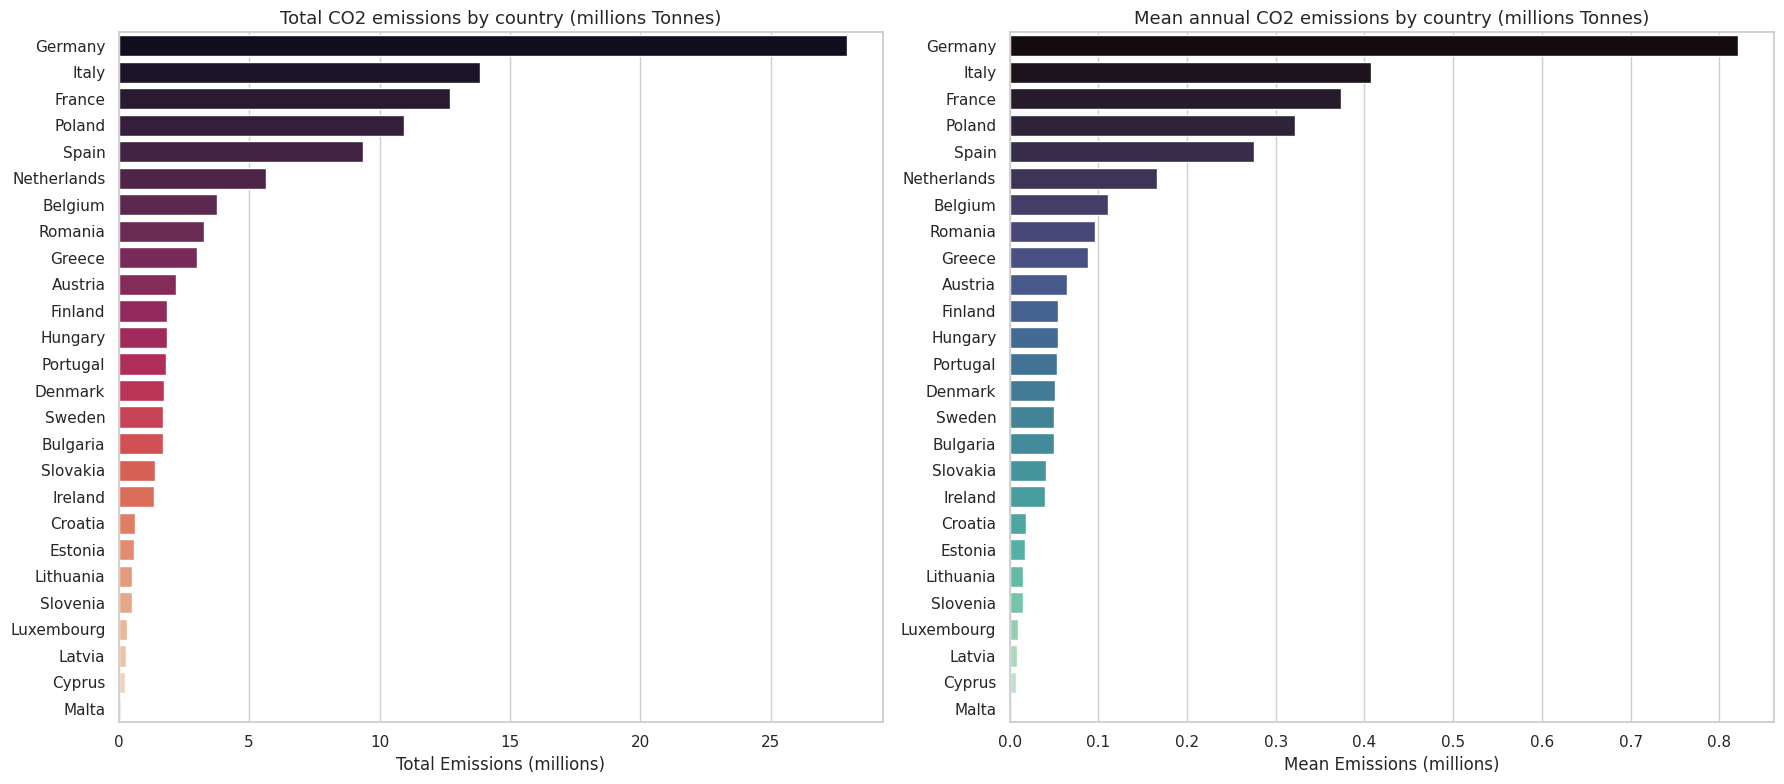 Total CO2 emissions by country (millions Tonnes)
Germany
Italy
France
Poland
Spain
Netherlands
Belgium
Romania
Greece
Austria
Finland
Hungary
Portugal
Denmark
Sweden
Bulgaria
Slovakia
Ireland
Croatia
Estonia
Lithuania
Slovenia
Luxembourg
Latvia
Cyprus
Malta
0 5 10 15 20 25
Total Emissions (millions)
Mean annual CO2 emissions by country (millions Tonnes)
Germany
Italy
France
Poland
Spain
Netherlands
Belgium
Romania
Greece
Austria
Finland
Hungary
Portugal
Denmark
Sweden
Bulgaria
Slovakia
Ireland
Croatia
Estonia
Lithuania
Slovenia
Luxembourg
Latvia
Cyprus
Malta
0.0 0.1 0.2 0.3 0.4 0.5 0.6 0.7 0.8
Mean Emissions (millions)